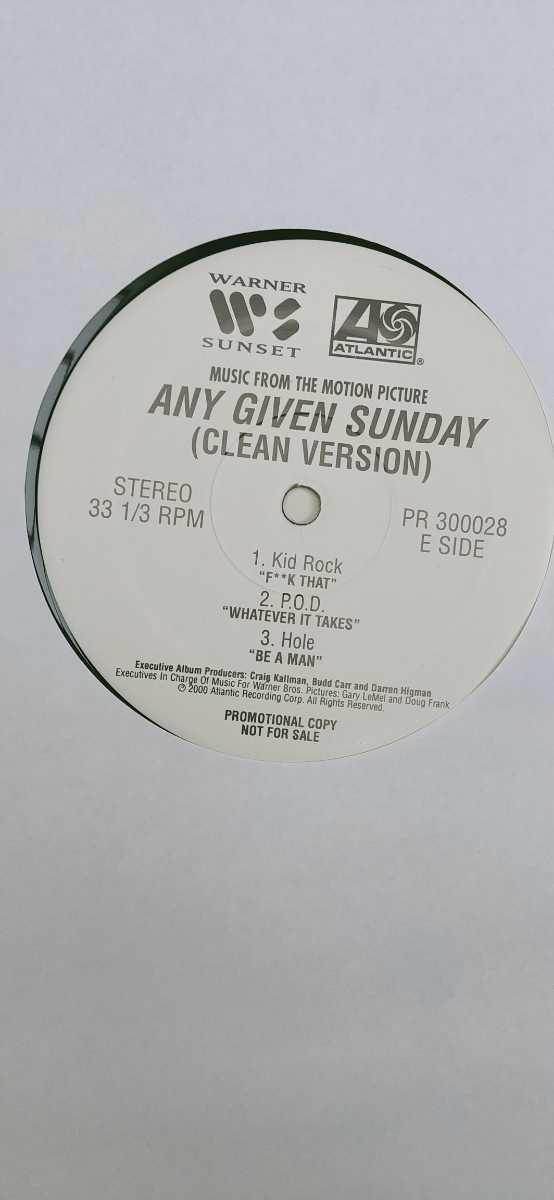 WARNER
SUNSET
ATLANTIC®
MUSIC FROM THE MOTION PICTURE
ANY GIVEN SUNDAY
(CLEAN VERSION)
STEREO
33 1/3 RPM
PR 300028
E SIDE
1. Kid Rock
"F**K THAT"
2. P.O.D.
"WHATEVER IT TAKES"
3. Hole
"BE A MAN"
Executive Album Producers: Craig Kallman, Budd Carr and Darren Higman
Executives In Charge Of Music For Warner Bros. Pictures: Gary LeMel and Doug Frank
℗ 2000 Atlantic Recording Corp. All Rights Reserved.
PROMOTIONAL COPY
NOT FOR SALE